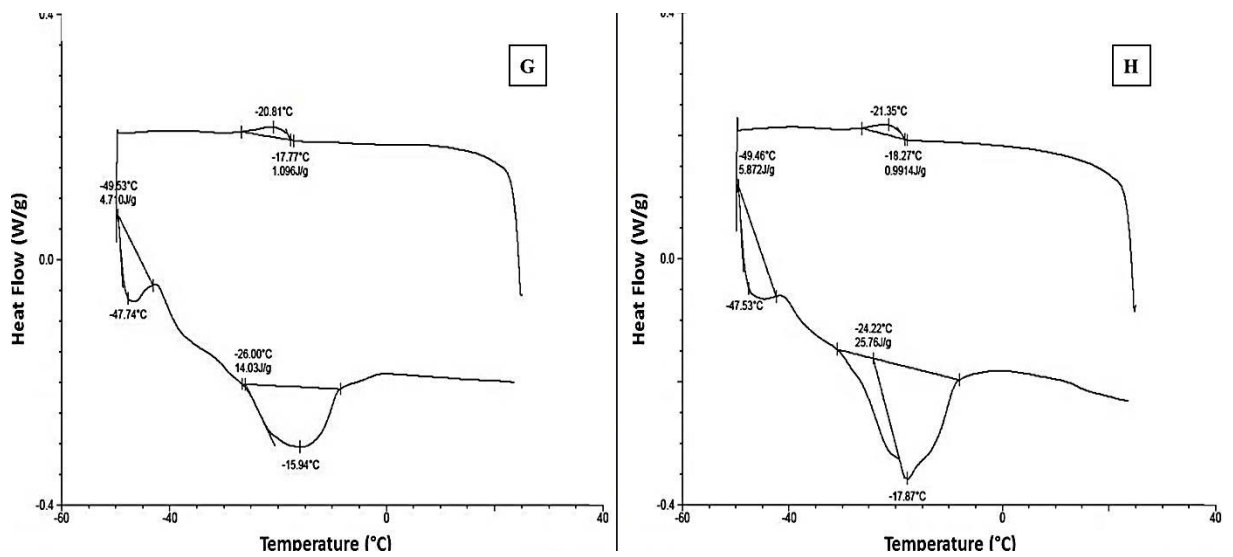 0.4
G
-20.81°C
-17.77°C
1.096J/g
-49.53°C
4.710J/g
Heat Flow (W/g)
0.0
-47.74°C
-26.00°C
14.03J/g
-15.94°C
-0.4
-60
-40
-20
0
20
40
Temperature (°C)
0.4
H
-21.35°C
-49.46°C
5.872J/g
-18.27°C
0.9914J/g
Heat Flow (W/g)
0.0
-47.53°C
-24.22°C
25.76J/g
-17.87°C
-0.4
-60
-40
-20
0
20
40
Temperature (°C)